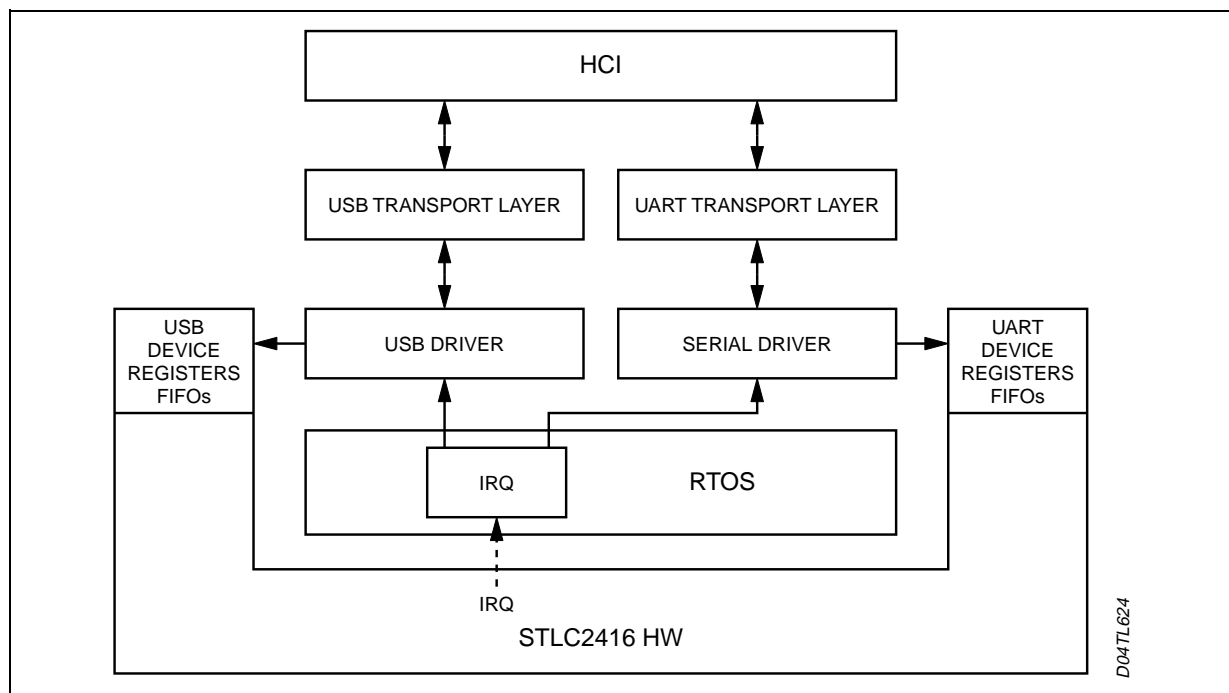 HCI
USB TRANSPORT LAYER
UART TRANSPORT LAYER
USB
DEVICE
REGISTERS
FIFOs
USB DRIVER
SERIAL DRIVER
UART
DEVICE
REGISTERS
FIFOs
IRQ
RTOS
IRQ
STLC2416 HW
D04TL624